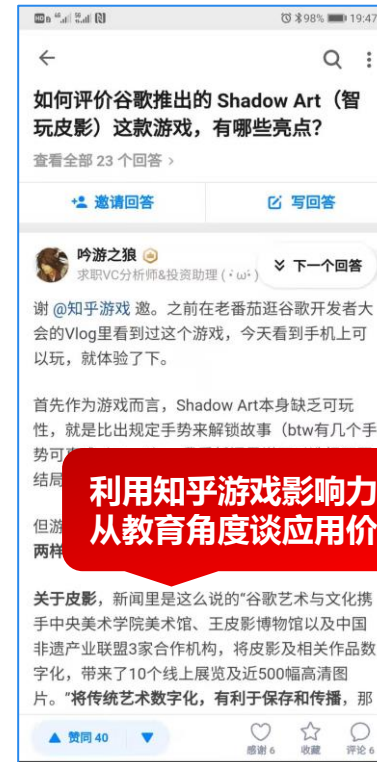 98% 19:47
如何评价谷歌推出的 Shadow Art（智
玩皮影）这款游戏，有哪些亮点？
查看全部 23 个回答 >
邀请回答
写回答
吟游之狼
求职VC分析师&投资助理
下一个回答
谢 @知乎游戏 邀。之前在老番茄逛谷歌开发者大
会的Vlog里看到过这个游戏，今天看到手机上可
以玩，就体验了下。
首先作为游戏而言，Shadow Art本身缺乏可玩
性，就是比出规定手势来解锁故事（btw有几个手
势可
结局
利用知乎游戏影响力
但游
从教育角度谈应用价
两样
关于皮影，新闻里是这么说的“谷歌艺术与文化携
手中央美术学院美术馆、王皮影博物馆以及中国
非遗产业联盟3家合作机构，将皮影及相关作品数
字化，带来了10个线上展览及近500幅高清图
片。”将传统艺术数字化，有利于保存和传播，那
赞同 40
感谢 6
收藏
评论 6